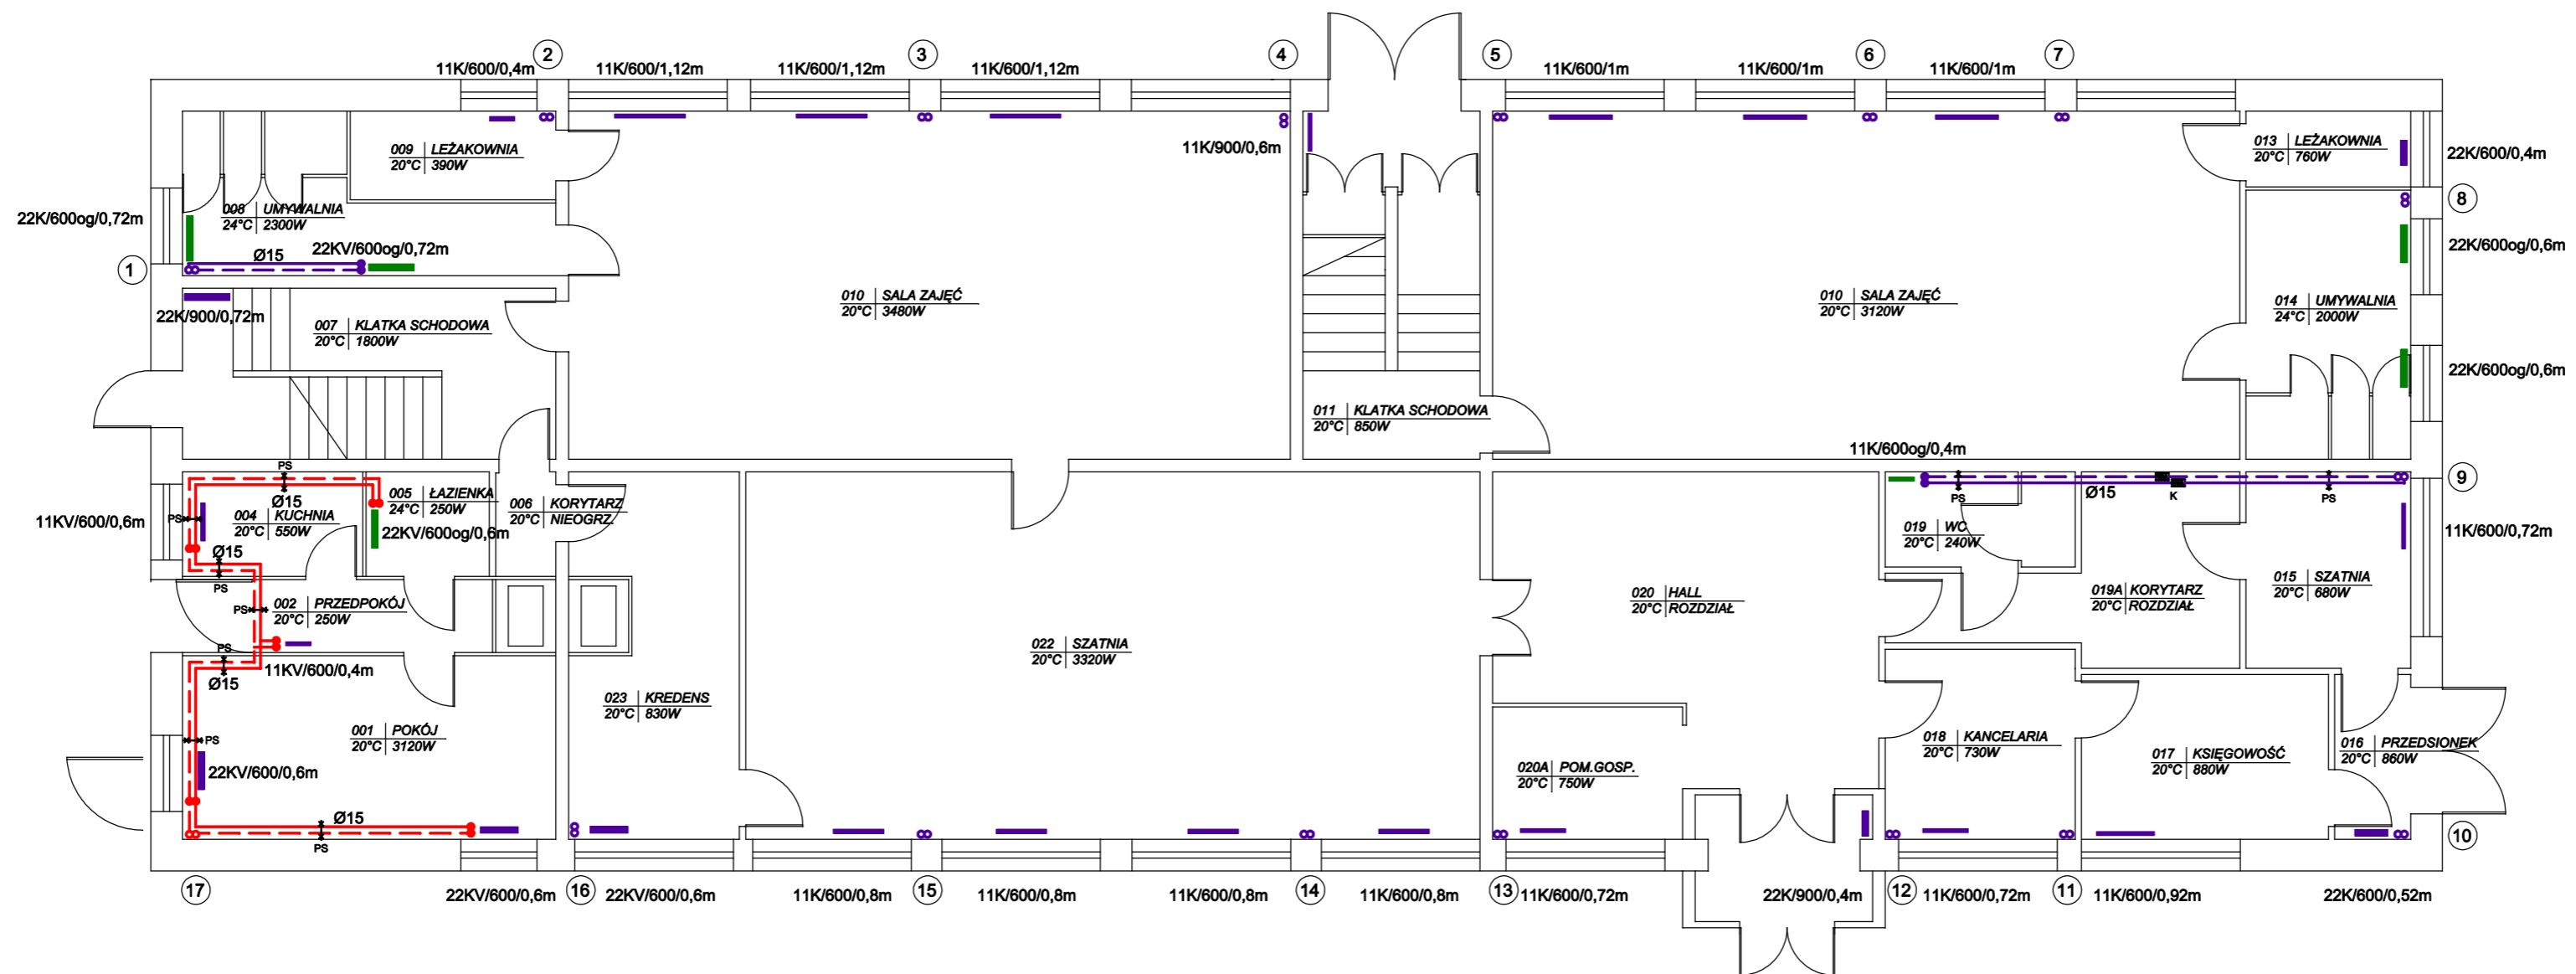 2
3
4
5
6
7
11K/600/0,4m
11K/600/1,12m
11K/600/1,12m
11K/600/1,12m
11K/600/1m
11K/600/1m
11K/600/1m
11K/900/0,6m
009 LEŻAKOWNIA
20°C 390W
013 LEŻAKOWNIA
20°C 760W
22K/600/0,4m
8
22K/600og/0,72m
008 UMYWALNIA
24°C 2300W
22KV/600og/0,72m
Ø15
1
22K/600og/0,6m
22K/900/0,72m
007 KLATKA SCHODOWA
20°C 1800W
010 SALA ZAJĘĆ
20°C 3480W
010 SALA ZAJĘĆ
20°C 3120W
014 UMYWALNIA
24°C 2000W
22K/600og/0,6m
011 KLATKA SCHODOWA
20°C 850W
11K/600og/0,4m
9
PS
Ø15
005 ŁAZIENKA
24°C 250W
006 KORYTARZ
20°C NIEOGRZ.
PS
004 KUCHNIA
20°C 550W
11KV/600/0,6m
22KV/600og/0,6m
PS
Ø15
K
PS
019 WC
20°C 240W
11K/600/0,72m
Ø15
PS
PS
002 PRZEDPOKÓJ
20°C 250W
020 HALL
20°C ROZDZIAŁ
019A KORYTARZ
20°C ROZDZIAŁ
015 SZATNIA
20°C 680W
PS
Ø15
11KV/600/0,4m
022 SZATNIA
20°C 3320W
023 KREDENS
20°C 830W
001 POKÓJ
20°C 3120W
PS
22KV/600/0,6m
020A POM.GOSP.
20°C 750W
018 KANCELARIA
20°C 730W
017 KSIĘGOWOŚĆ
20°C 880W
016 PRZEDSIONEK
20°C 860W
Ø15
PS
10
17
22KV/600/0,6m
16
22KV/600/0,6m
11K/600/0,8m
15
11K/600/0,8m
11K/600/0,8m
14
11K/600/0,8m
13
11K/600/0,72m
22K/900/0,4m
12
11K/600/0,72m
11
11K/600/0,92m
22K/600/0,52m